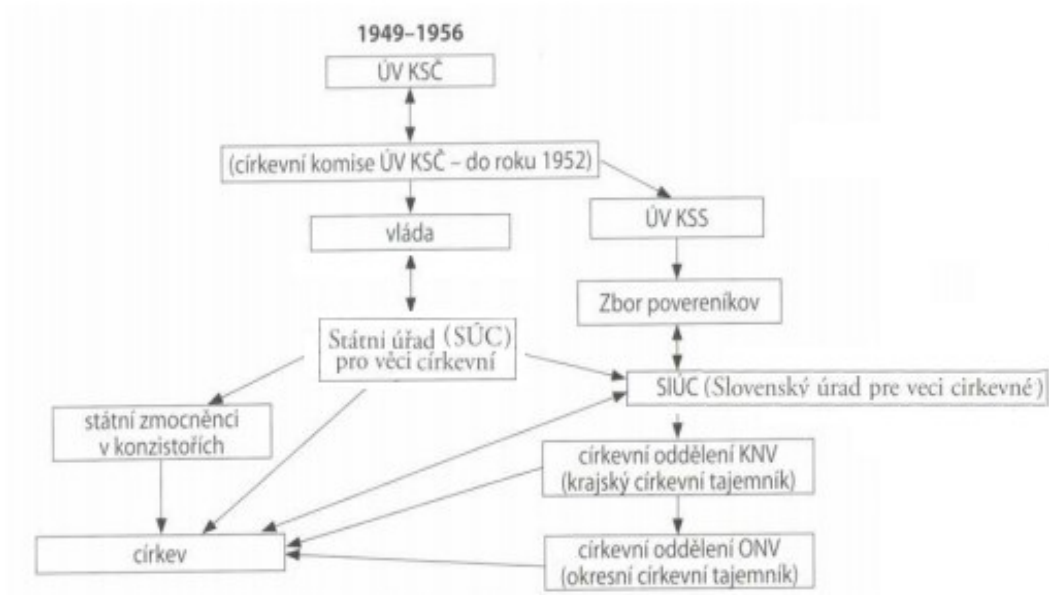 1949–1956
ÚV KSČ
(církevní komise ÚV KSČ – do roku 1952)
ÚV KSS
vláda
Zbor povereníkov
Státní úřad (SÚC)
pro věci církevní
SlÚC (Slovenský úrad pre veci cirkevné)
státní zmocněnci
v konzistořích
církevní oddělení KNV
(krajský církevní tajemník)
církev
církevní oddělení ONV
(okresní církevní tajemník)